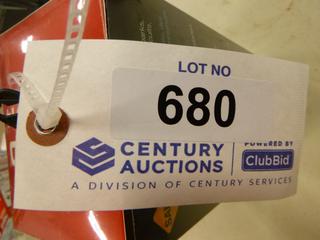 LOT NO
680
CENTURY
AUCTIONS
POWERED BY
ClubBid
A DIVISION OF CENTURY SERVICES